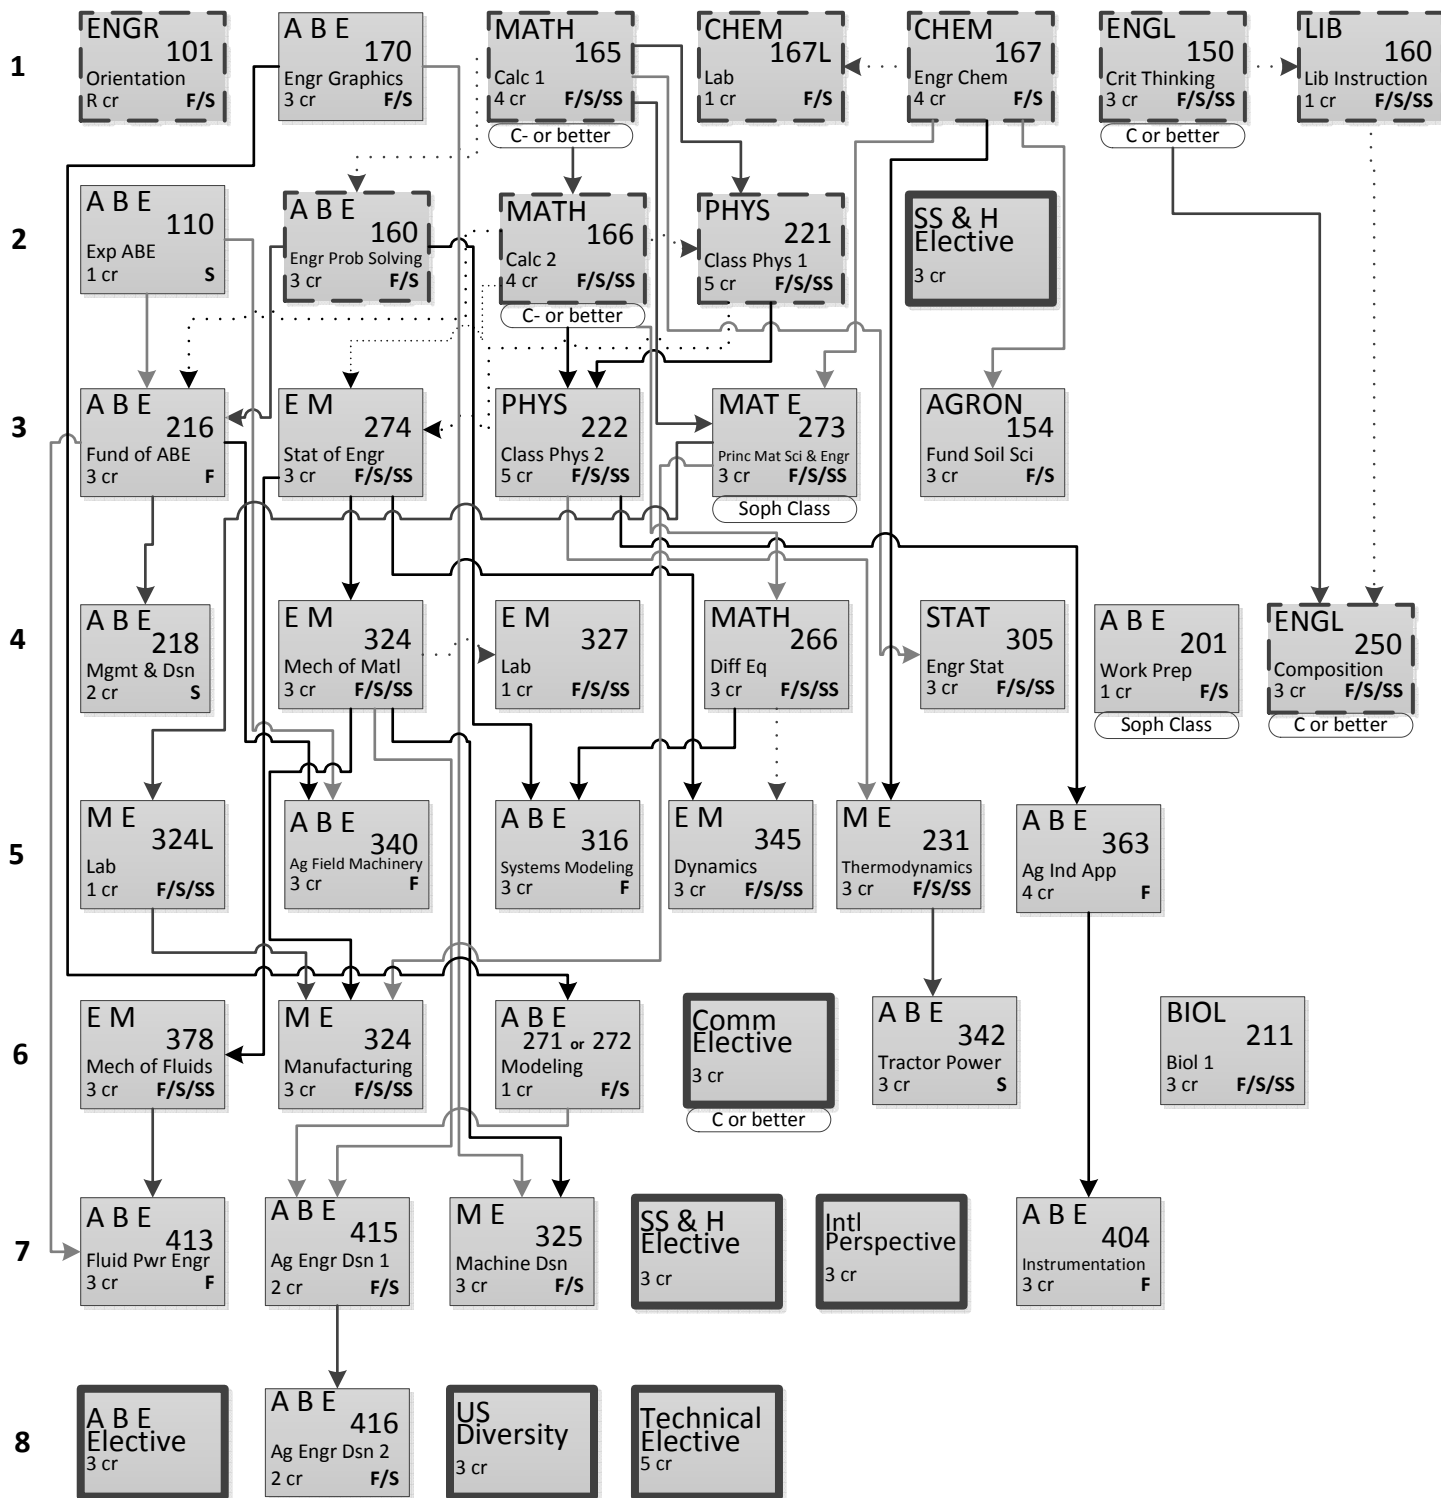 1
ENGR
101
Orientation
R cr F/S
A B E
170
Engr Graphics
3 cr F/S
MATH
165
Calc 1
4 cr F/S/SS
C- or better
CHEM
167L
Lab
1 cr F/S
CHEM
167
Engr Chem
4 cr F/S
ENGL
150
Crit Thinking
3 cr F/S/SS
C or better
LIB
160
Lib Instruction
1 cr F/S/SS
2
A B E
110
Exp ABE
1 cr S
A B E
160
Engr Prob Solving
3 cr F/S
MATH
166
Calc 2
4 cr F/S/SS
C- or better
PHYS
221
Class Phys 1
5 cr F/S/SS
SS & H
Elective
3 cr
3
A B E
216
Fund of ABE
3 cr F
E M
274
Stat of Engr
3 cr F/S/SS
PHYS
222
Class Phys 2
5 cr F/S/SS
MAT E
273
Princ Mat Sci & Engr
3 cr F/S/SS
Soph Class
AGRON
154
Fund Soil Sci
3 cr F/S
4
A B E
218
Mgmt & Dsn
2 cr S
E M
324
Mech of Matl
3 cr F/S/SS
E M
327
Lab
1 cr F/S/SS
MATH
266
Diff Eq
3 cr F/S/SS
STAT
305
Engr Stat
3 cr F/S/SS
A B E
201
Work Prep
1 cr F/S
Soph Class
ENGL
250
Composition
3 cr F/S/SS
C or better
5
M E
324L
Lab
1 cr F/S/SS
A B E
340
Ag Field Machinery
3 cr F
A B E
316
Systems Modeling
3 cr F
E M
345
Dynamics
3 cr F/S/SS
M E
231
Thermodynamics
3 cr F/S/SS
A B E
363
Ag Ind App
4 cr F
6
E M
378
Mech of Fluids
3 cr F/S/SS
M E
324
Manufacturing
3 cr F/S/SS
A B E
271 or 272
Modeling
1 cr F/S
Comm
Elective
3 cr
C or better
A B E
342
Tractor Power
3 cr S
BIOL
211
Biol 1
3 cr F/S/SS
7
A B E
413
Fluid Pwr Engr
3 cr F
A B E
415
Ag Engr Dsn 1
2 cr F/S
M E
325
Machine Dsn
3 cr F/S
SS & H
Elective
3 cr
Intl
Perspective
3 cr
A B E
404
Instrumentation
3 cr F
8
A B E
Elective
3 cr
A B E
416
Ag Engr Dsn 2
2 cr F/S
US
Diversity
3 cr
Technical
Elective
5 cr